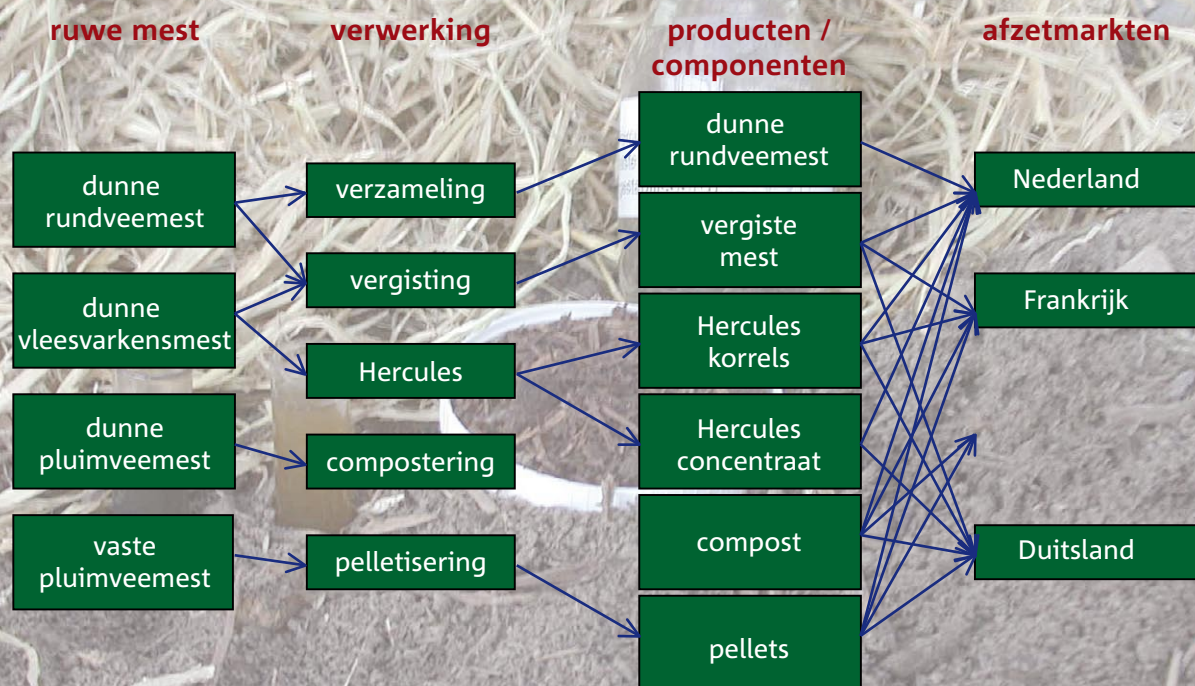 ruwe mest
verwerking
producten /
componenten
afzetmarkten
dunne
rundveemest
dunne
vleesvarkensmest
dunne
pluimveemest
vaste
pluimveemest
verzameling
vergisting
Hercules
compostering
pelletisering
dunne
rundveemest
vergiste
mest
Hercules
korrels
Hercules
concentraat
compost
pellets
Nederland
Frankrijk
Duitsland